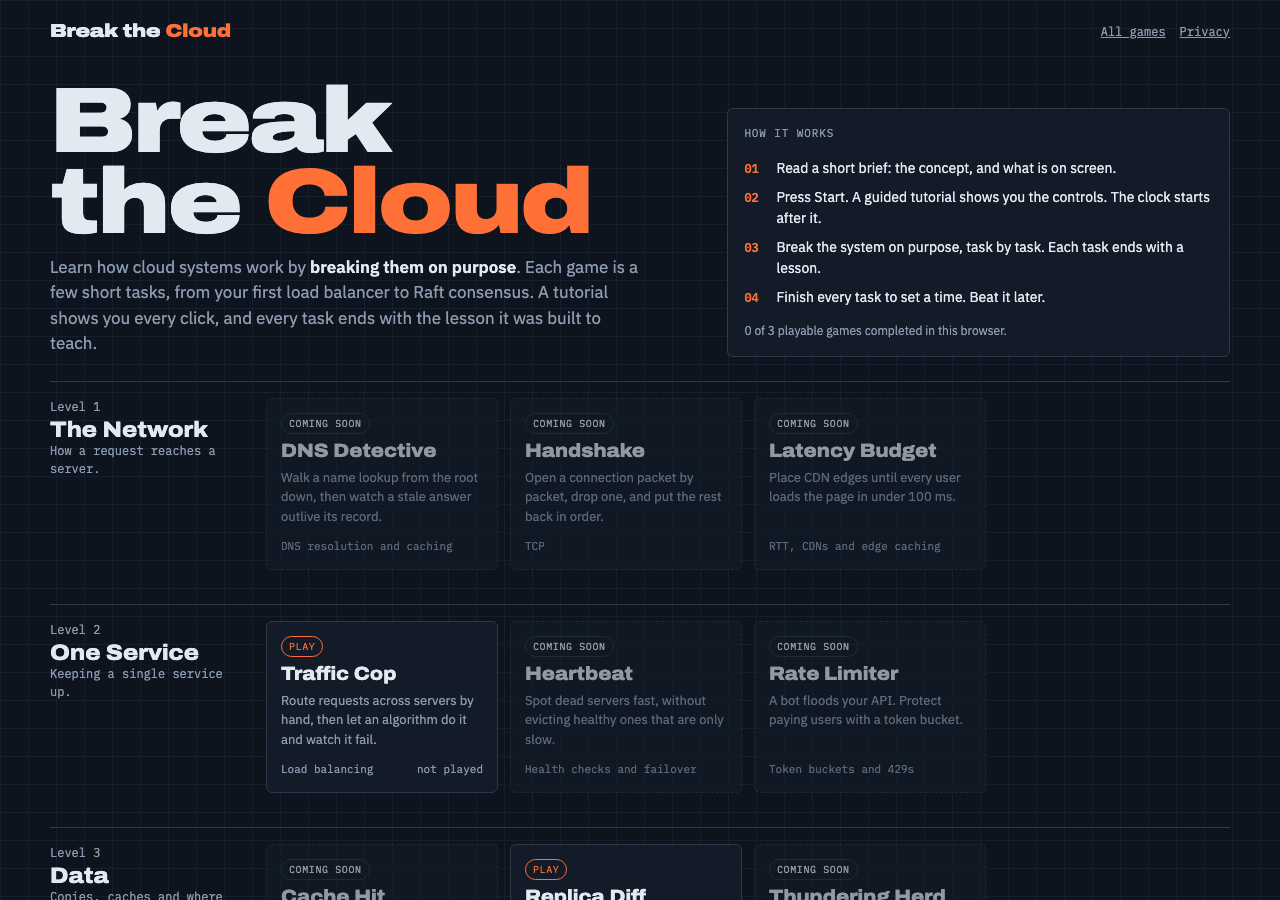 Break the Cloud
All games
Privacy
Break
the Cloud
Learn how cloud systems work by breaking them on purpose. Each game is a
few short tasks, from your first load balancer to Raft consensus. A tutorial
shows you every click, and every task ends with the lesson it was built to
teach.
HOW IT WORKS
01 Read a short brief: the concept, and what is on screen.
02 Press Start. A guided tutorial shows you the controls. The clock starts
after it.
03 Break the system on purpose, task by task. Each task ends with a
lesson.
04 Finish every task to set a time. Beat it later.
0 of 3 playable games completed in this browser.
Level 1
The Network
How a request reaches a
server.
COMING SOON
DNS Detective
Walk a name lookup from the root
down, then watch a stale answer
outlive its record.
DNS resolution and caching
COMING SOON
Handshake
Open a connection packet by
packet, drop one, and put the rest
back in order.
TCP
COMING SOON
Latency Budget
Place CDN edges until every user
loads the page in under 100 ms.
RTT, CDNs and edge caching
Level 2
One Service
Keeping a single service
up.
PLAY
Traffic Cop
Route requests across servers by
hand, then let an algorithm do it
and watch it fail.
Load balancing
not played
COMING SOON
Heartbeat
Spot dead servers fast, without
evicting healthy ones that are only
slow.
Health checks and failover
COMING SOON
Rate Limiter
A bot floods your API. Protect
paying users with a token bucket.
Token buckets and 429s
Level 3
Data
Copies, caches and where
COMING SOON
Cache Hit
PLAY
Replica Diff
COMING SOON
Thundering Herd